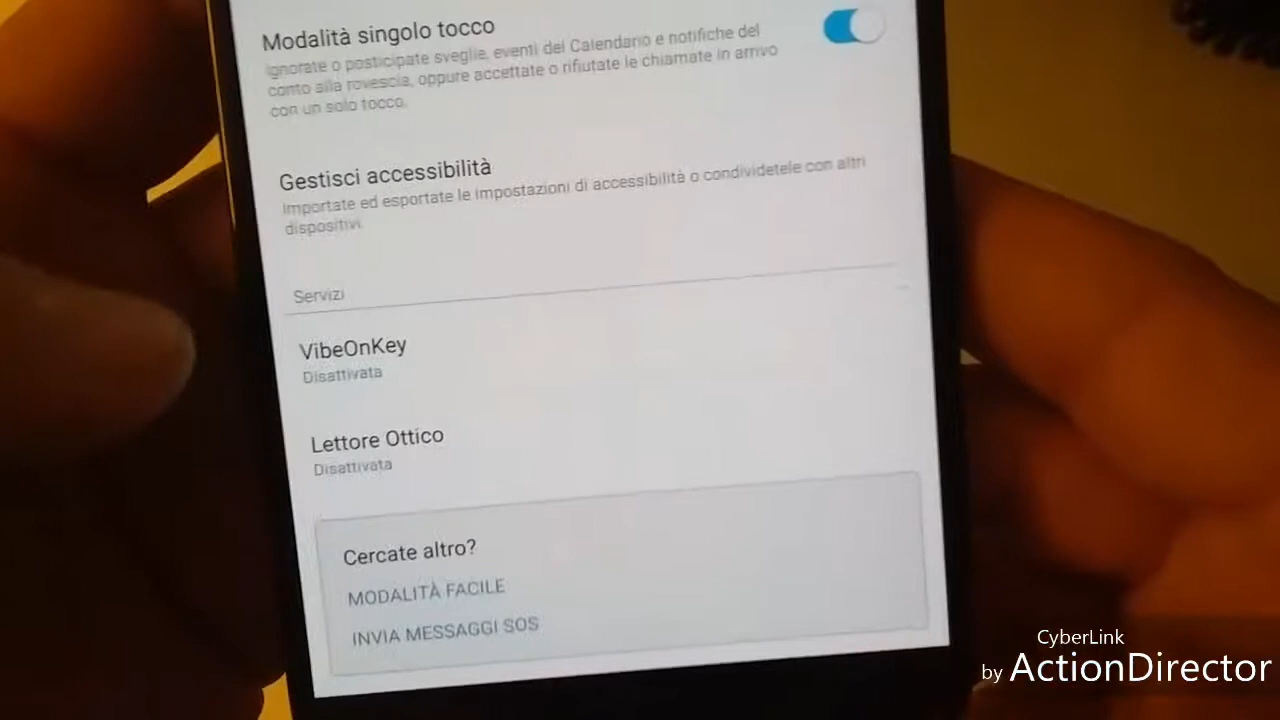 Modalità singolo tocco
Ignorate o posticipate sveglie, eventi del Calendario e notifiche del
conto alla rovescia, oppure accettate o rifiutate le chiamate in arrivo
con un solo tocco.
Gestisci accessibilità
Importate ed esportate le impostazioni di accessibilità o condividetele con altri
dispositivi.
Servizi
VibeOnKey
Disattivata
Lettore Ottico
Disattivata
Cercate altro?
MODALITÀ FACILE
INVIA MESSAGGI SOS
CyberLink
by ActionDirector